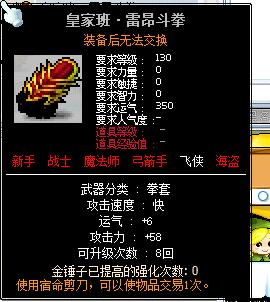 皇家班·雷昂斗拳
装备后无法交换
要求等级： 130
要求力量： 0
要求敏捷： 0
要求智力： 0
要求运气： 350
要求人气度：-
道具等级： -
道具经验值：-
新手 战士 魔法师 弓箭手 飞侠 海盗
武器分类 ： 拳套
攻击速度 ： 快
运气 ： +6
攻击力 ： +58
可升级次数 ： 8回
金锤子已提高的强化次数: 0
使用宿命剪刀，可以使物品交易1次。